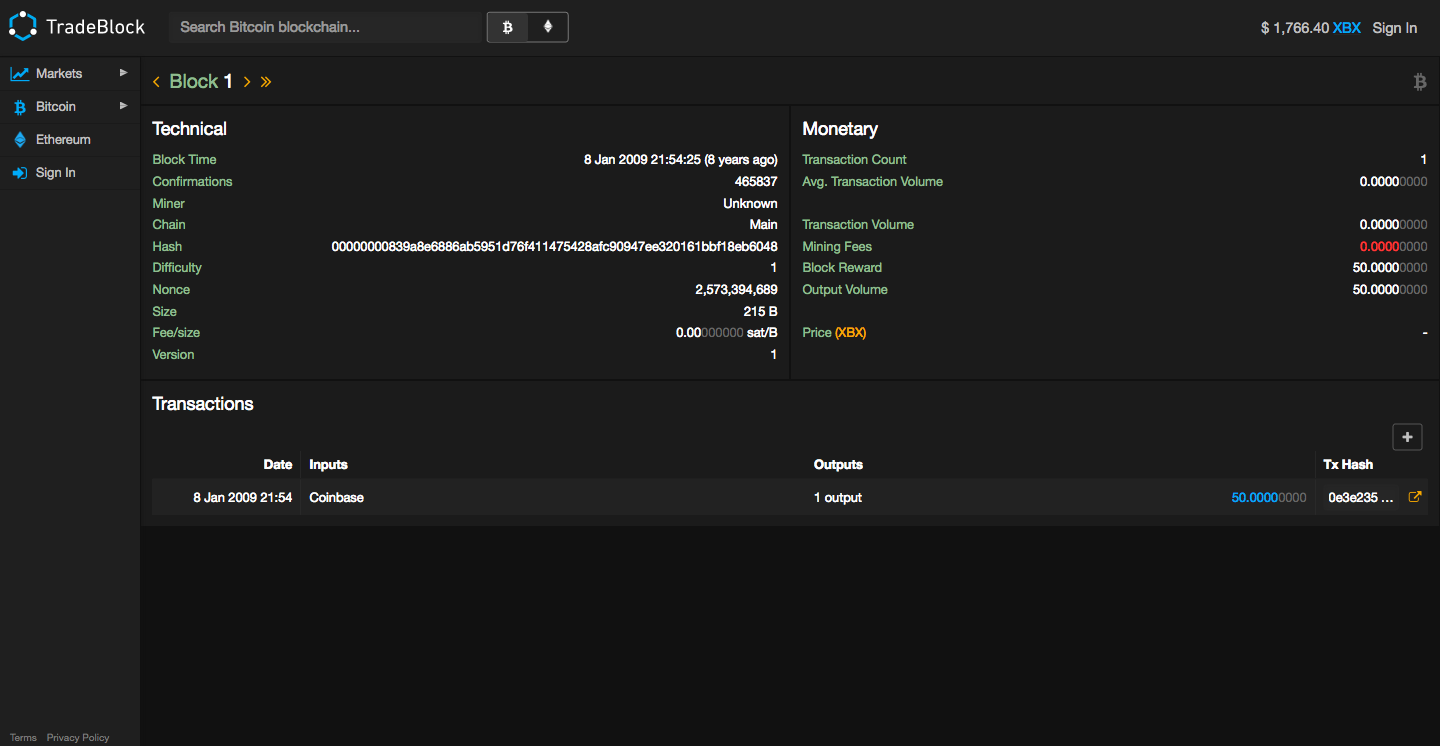 TradeBlock
Search Bitcoin blockchain...
$ 1,766.40 XBX Sign In
Markets
Bitcoin
Ethereum
Sign In
Block 1
Technical
Block Time 8 Jan 2009 21:54:25 (8 years ago)
Confirmations 465837
Miner Unknown
Chain Main
Hash 00000000839a8e6886ab5951d76f411475428afc90947ee320161bbf18eb6048
Difficulty 1
Nonce 2,573,394,689
Size 215 B
Fee/size 0.00000000 sat/B
Version 1
Monetary
Transaction Count 1
Avg. Transaction Volume 0.00000000
Transaction Volume 0.00000000
Mining Fees 0.00000000
Block Reward 50.00000000
Output Volume 50.00000000
Price (XBX) -
Transactions
Date Inputs Outputs Tx Hash
8 Jan 2009 21:54 Coinbase 1 output 50.00000000 0e3e235 ...
Terms Privacy Policy